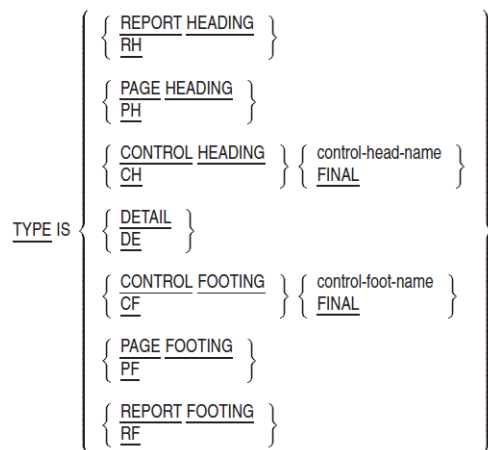 REPORT HEADING
RH
PAGE HEADING
PH
CONTROL HEADING control-head-name
CH FINAL
TYPE IS
DETAIL
DE
CONTROL FOOTING control-foot-name
CF FINAL
PAGE FOOTING
PF
REPORT FOOTING
RF